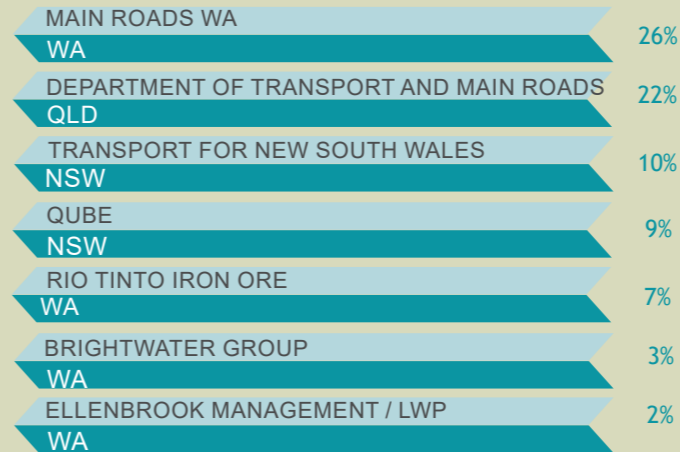 MAIN ROADS WA
26%
WA
DEPARTMENT OF TRANSPORT AND MAIN ROADS
22%
QLD
TRANSPORT FOR NEW SOUTH WALES
10%
NSW
QUBE
9%
NSW
RIO TINTO IRON ORE
7%
WA
BRIGHTWATER GROUP
3%
WA
ELLENBROOK MANAGEMENT / LWP
2%
WA